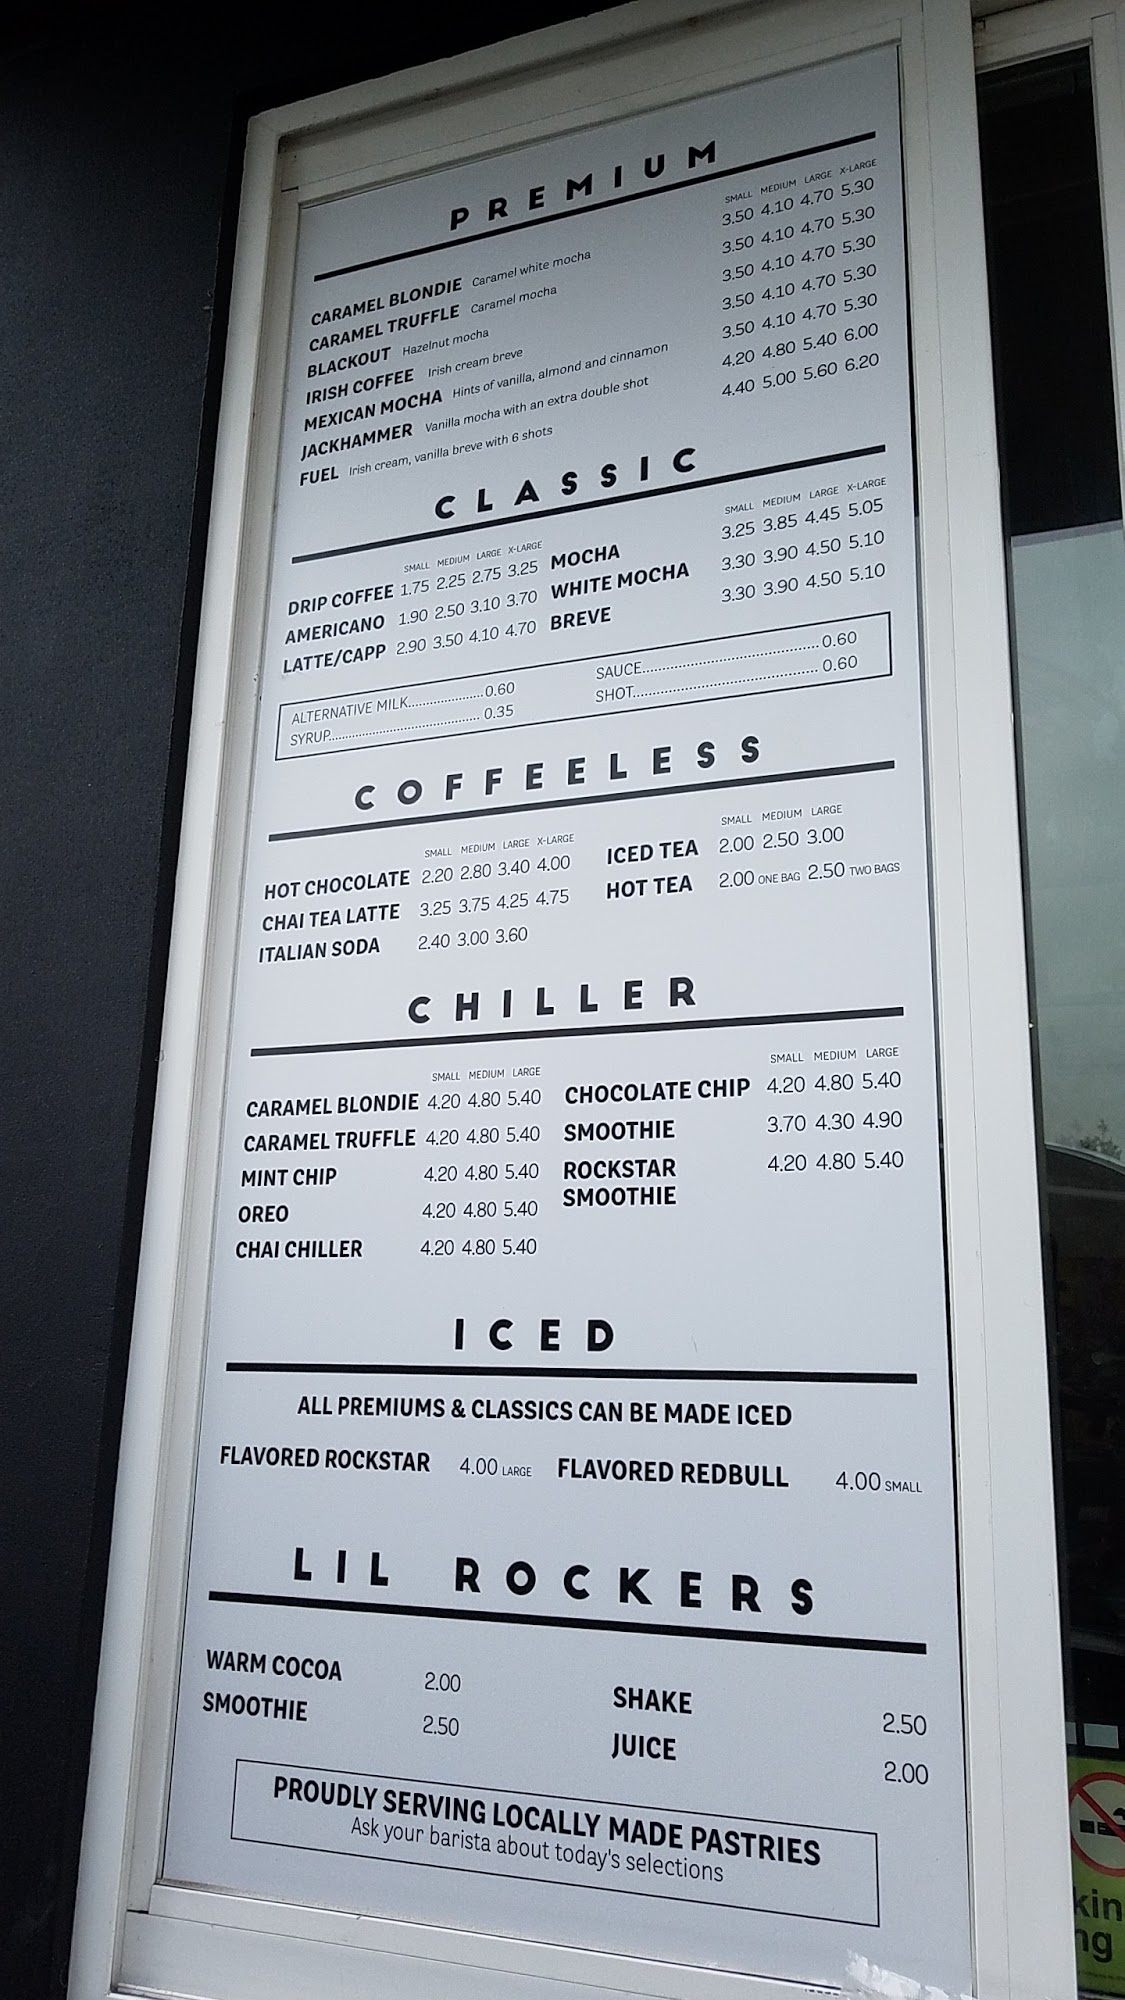 PREMIUM
SMALL MEDIUM LARGE X-LARGE
CARAMEL BLONDIE Caramel white mocha 3.50 4.10 4.70 5.30
CARAMEL TRUFFLE Caramel mocha 3.50 4.10 4.70 5.30
BLACKOUT Hazelnut mocha 3.50 4.10 4.70 5.30
IRISH COFFEE Irish cream breve 3.50 4.10 4.70 5.30
MEXICAN MOCHA Hints of vanilla, almond and cinnamon 3.50 4.10 4.70 5.30
JACKHAMMER Vanilla mocha with an extra double shot 4.20 4.80 5.40 6.00
FUEL Irish cream, vanilla breve with 6 shots 4.40 5.00 5.60 6.20
CLASSIC
SMALL MEDIUM LARGE X-LARGE
DRIP COFFEE 1.75 2.25 2.75 3.25
AMERICANO 1.90 2.50 3.10 3.70
LATTE/CAPP 2.90 3.50 4.10 4.70
SMALL MEDIUM LARGE X-LARGE
MOCHA 3.25 3.85 4.45 5.05
WHITE MOCHA 3.30 3.90 4.50 5.10
BREVE 3.30 3.90 4.50 5.10
ALTERNATIVE MILK....................0.60
SYRUP........................................ 0.35
SAUCE.............................................0.60
SHOT............................................... 0.60
COFFEELESS
SMALL MEDIUM LARGE X-LARGE
HOT CHOCOLATE 2.20 2.80 3.40 4.00
CHAI TEA LATTE 3.25 3.75 4.25 4.75
ITALIAN SODA 2.40 3.00 3.60
SMALL MEDIUM LARGE
ICED TEA 2.00 2.50 3.00
HOT TEA 2.00 ONE BAG 2.50 TWO BAGS
CHILLER
SMALL MEDIUM LARGE
CARAMEL BLONDIE 4.20 4.80 5.40
CARAMEL TRUFFLE 4.20 4.80 5.40
MINT CHIP 4.20 4.80 5.40
OREO 4.20 4.80 5.40
CHAI CHILLER 4.20 4.80 5.40
SMALL MEDIUM LARGE
CHOCOLATE CHIP 4.20 4.80 5.40
SMOOTHIE 3.70 4.30 4.90
ROCKSTAR 4.20 4.80 5.40
SMOOTHIE
ICED
ALL PREMIUMS & CLASSICS CAN BE MADE ICED
FLAVORED ROCKSTAR 4.00 LARGE FLAVORED REDBULL 4.00 SMALL
LIL ROCKERS
WARM COCOA 2.00
SMOOTHIE 2.50
SHAKE 2.50
JUICE 2.00
PROUDLY SERVING LOCALLY MADE PASTRIES
Ask your barista about today's selections
kin
ng